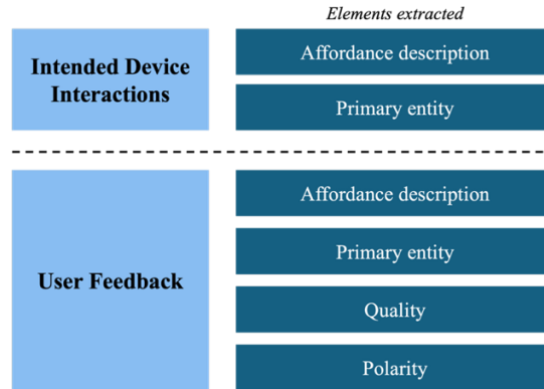 Elements extracted
Intended Device
Interactions
Affordance description
Primary entity
User Feedback
Affordance description
Primary entity
Quality
Polarity